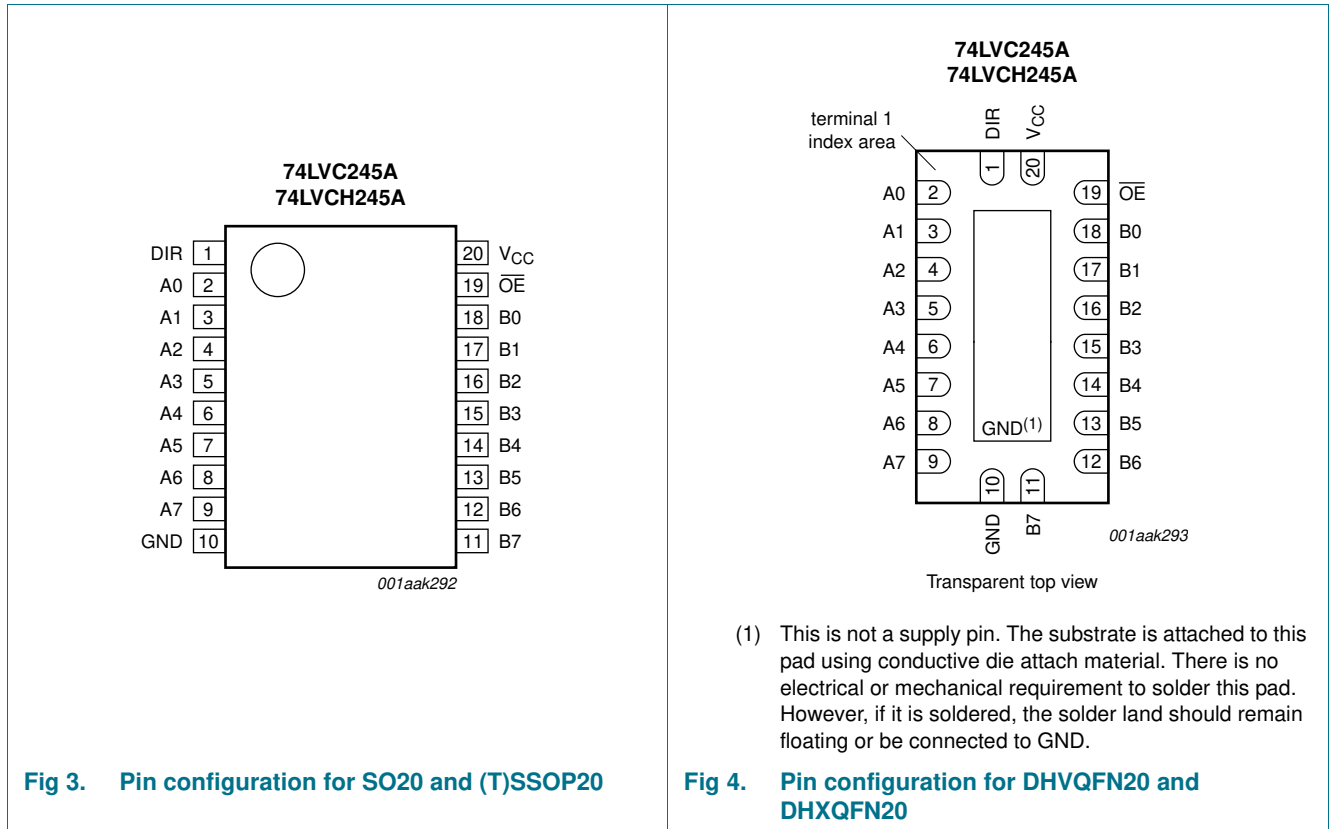 74LVC245A
74LVCH245A
DIR 1
A0 2
A1 3
A2 4
A3 5
A4 6
A5 7
A6 8
A7 9
GND 10
20 VCC
19 OE
18 B0
17 B1
16 B2
15 B3
14 B4
13 B5
12 B6
11 B7
001aak292
Fig 3. Pin configuration for SO20 and (T)SSOP20
74LVC245A
74LVCH245A
terminal 1
index area
DIR
VCC
1
20
A0 2
A1 3
A2 4
A3 5
A4 6
A5 7
A6 8
A7 9
19 OE
18 B0
17 B1
16 B2
15 B3
14 B4
13 B5
12 B6
GND(1)
10
11
GND
B7
001aak293
Transparent top view
(1) This is not a supply pin. The substrate is attached to this
pad using conductive die attach material. There is no
electrical or mechanical requirement to solder this pad.
However, if it is soldered, the solder land should remain
floating or be connected to GND.
Fig 4. Pin configuration for DHVQFN20 and
DHXQFN20